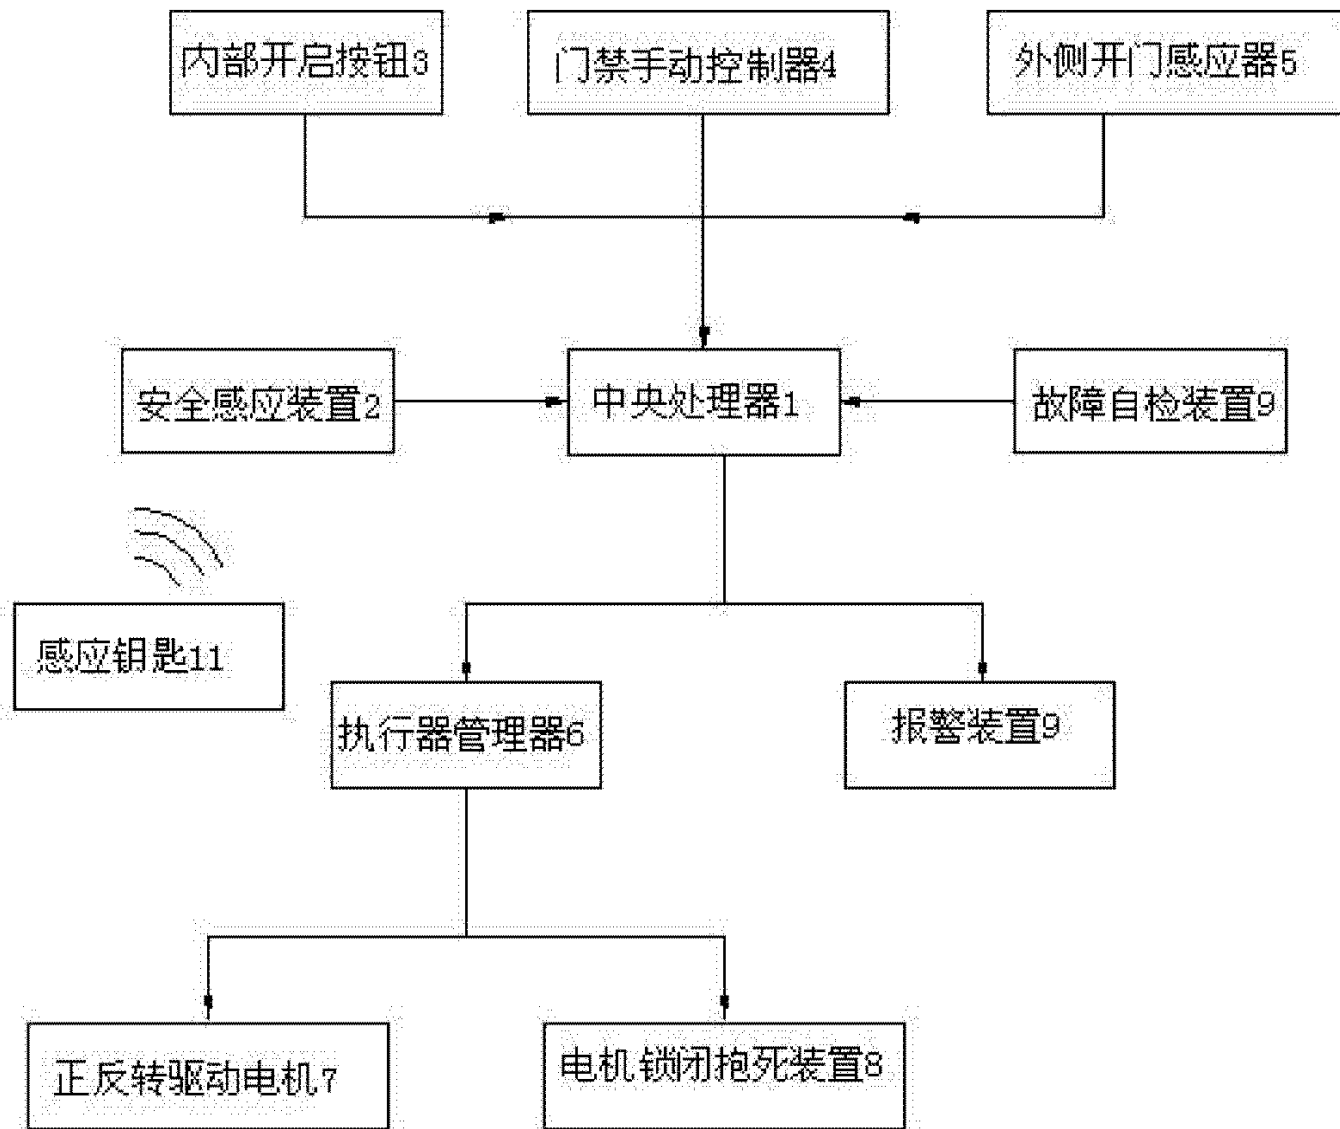 内部开启按钮3
门禁手动控制器4
外侧开门感应器5
安全感应装置2
中央处理器1
故障自检装置9
感应钥匙11
执行器管理器6
报警装置9
正反转驱动电机7
电机锁闭抱死装置8